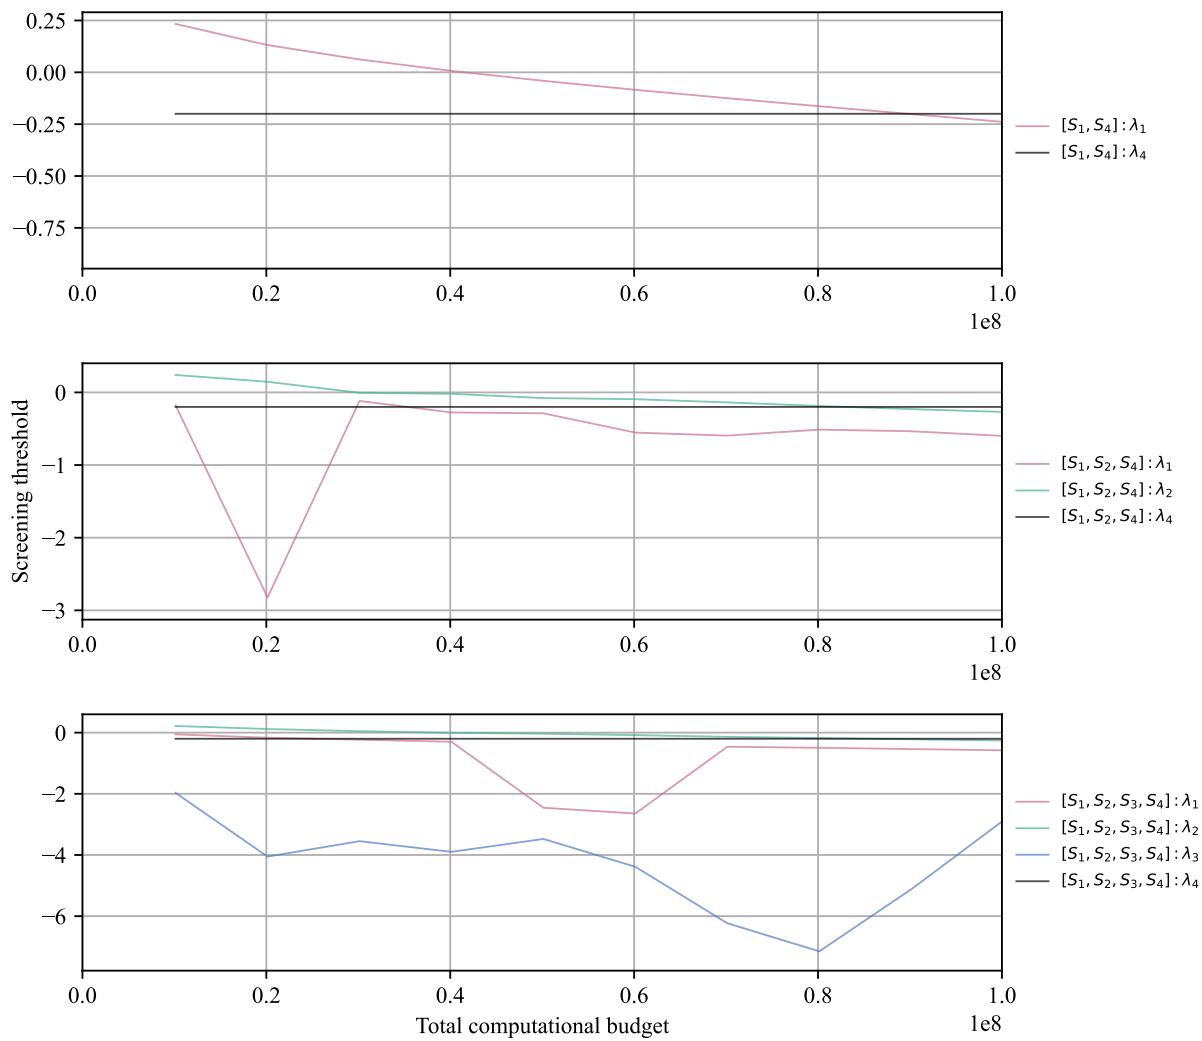 0.25
0.00
−0.25
−0.50
−0.75
0.0 0.2 0.4 0.6 0.8 1.0
1e8
[S₁, S₄] : λ₁
[S₁, S₄] : λ₄
Screening threshold
0
−1
−2
−3
0.0 0.2 0.4 0.6 0.8 1.0
1e8
[S₁, S₂, S₄] : λ₁
[S₁, S₂, S₄] : λ₂
[S₁, S₂, S₄] : λ₄
0
−2
−4
−6
0.0 0.2 0.4 0.6 0.8 1.0
1e8
Total computational budget
[S₁, S₂, S₃, S₄] : λ₁
[S₁, S₂, S₃, S₄] : λ₂
[S₁, S₂, S₃, S₄] : λ₃
[S₁, S₂, S₃, S₄] : λ₄